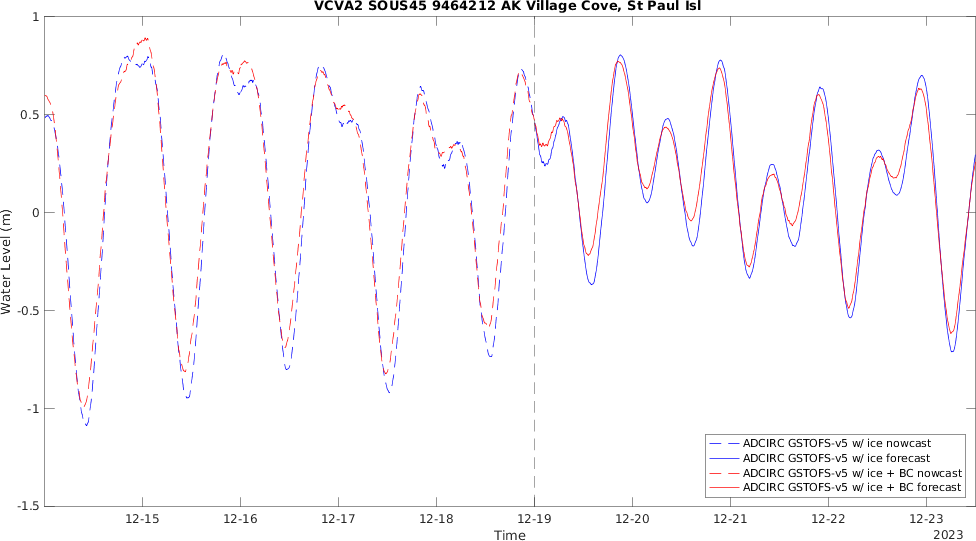 VCVA2 SOUS45 9464212 AK Village Cove, St Paul Isl
1
0.5
0
-0.5
-1
-1.5
Water Level (m)
12-15 12-16 12-17 12-18 12-19 12-20 12-21 12-22 12-23
Time
2023
ADCIRC GSTOFS-v5 w/ ice nowcast
ADCIRC GSTOFS-v5 w/ ice forecast
ADCIRC GSTOFS-v5 w/ ice + BC nowcast
ADCIRC GSTOFS-v5 w/ ice + BC forecast